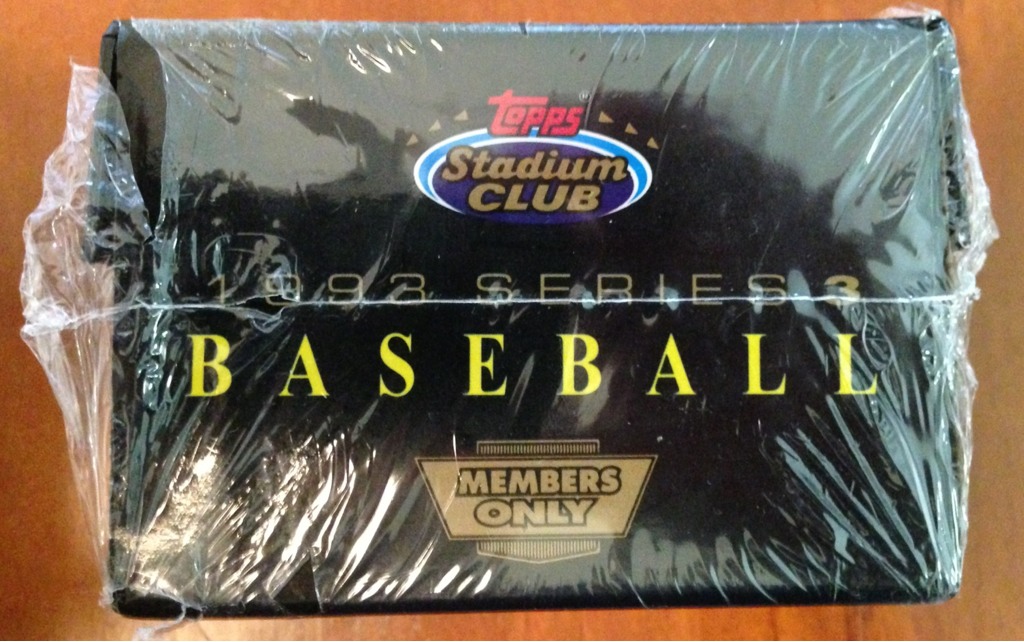 Topps®
Stadium
CLUB
1993 SERIES 3
BASEBALL
MEMBERS
ONLY